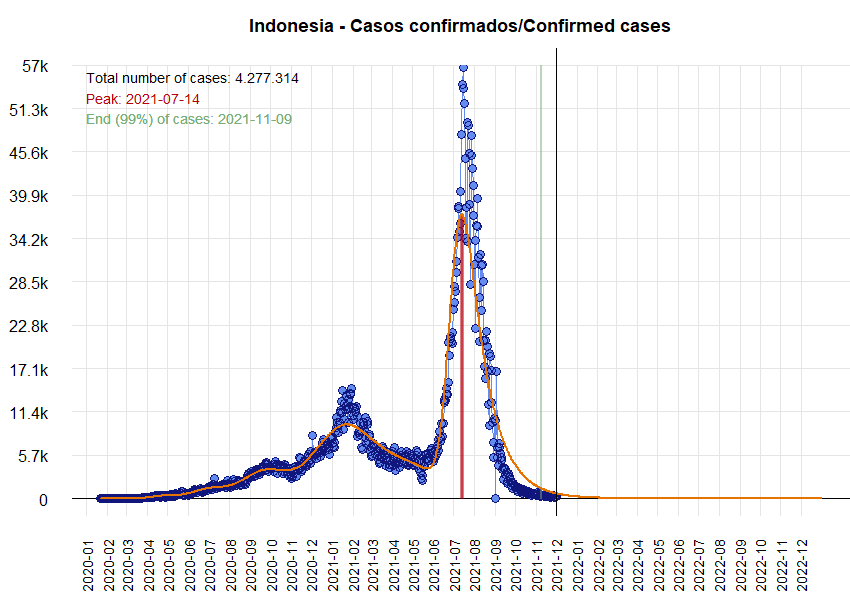 Indonesia - Casos confirmados/Confirmed cases
Total number of cases: 4.277.314
Peak: 2021-07-14
End (99%) of cases: 2021-11-09
57k
51.3k
45.6k
39.9k
34.2k
28.5k
22.8k
17.1k
11.4k
5.7k
0
2020-01
2020-02
2020-03
2020-04
2020-05
2020-06
2020-07
2020-08
2020-09
2020-10
2020-11
2020-12
2021-01
2021-02
2021-03
2021-04
2021-05
2021-06
2021-07
2021-08
2021-09
2021-10
2021-11
2021-12
2022-01
2022-02
2022-03
2022-04
2022-05
2022-06
2022-07
2022-08
2022-09
2022-10
2022-11
2022-12